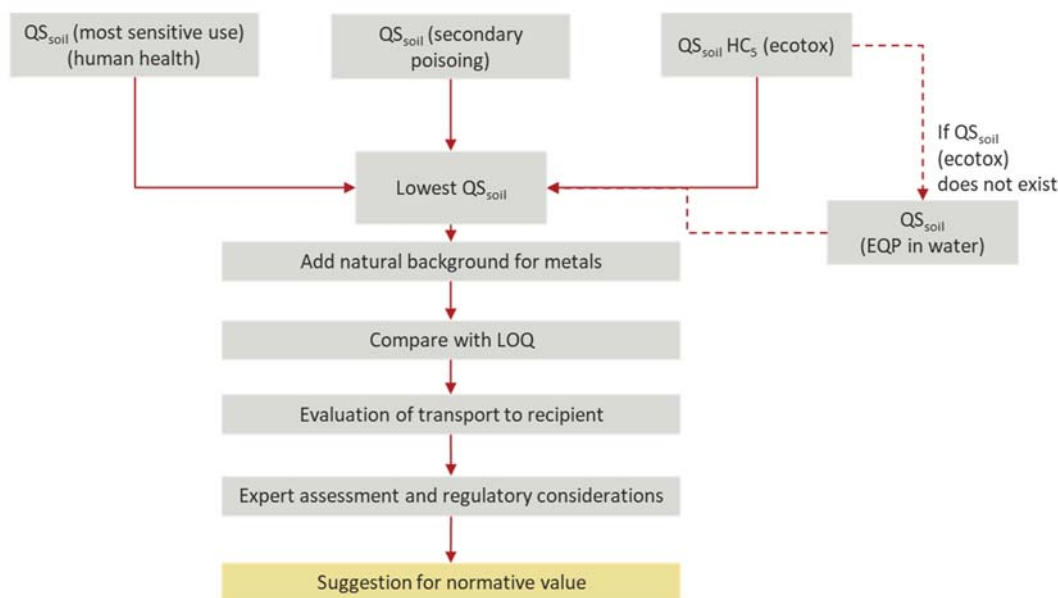 QSsoil (most sensitive use)
(human health)
QSsoil (secondary
poisoing)
QSsoil HC5 (ecotox)
If QSsoil
(ecotox)
does not exist
Lowest QSsoil
QSsoil
(EQP in water)
Add natural background for metals
Compare with LOQ
Evaluation of transport to recipient
Expert assessment and regulatory considerations
Suggestion for normative value